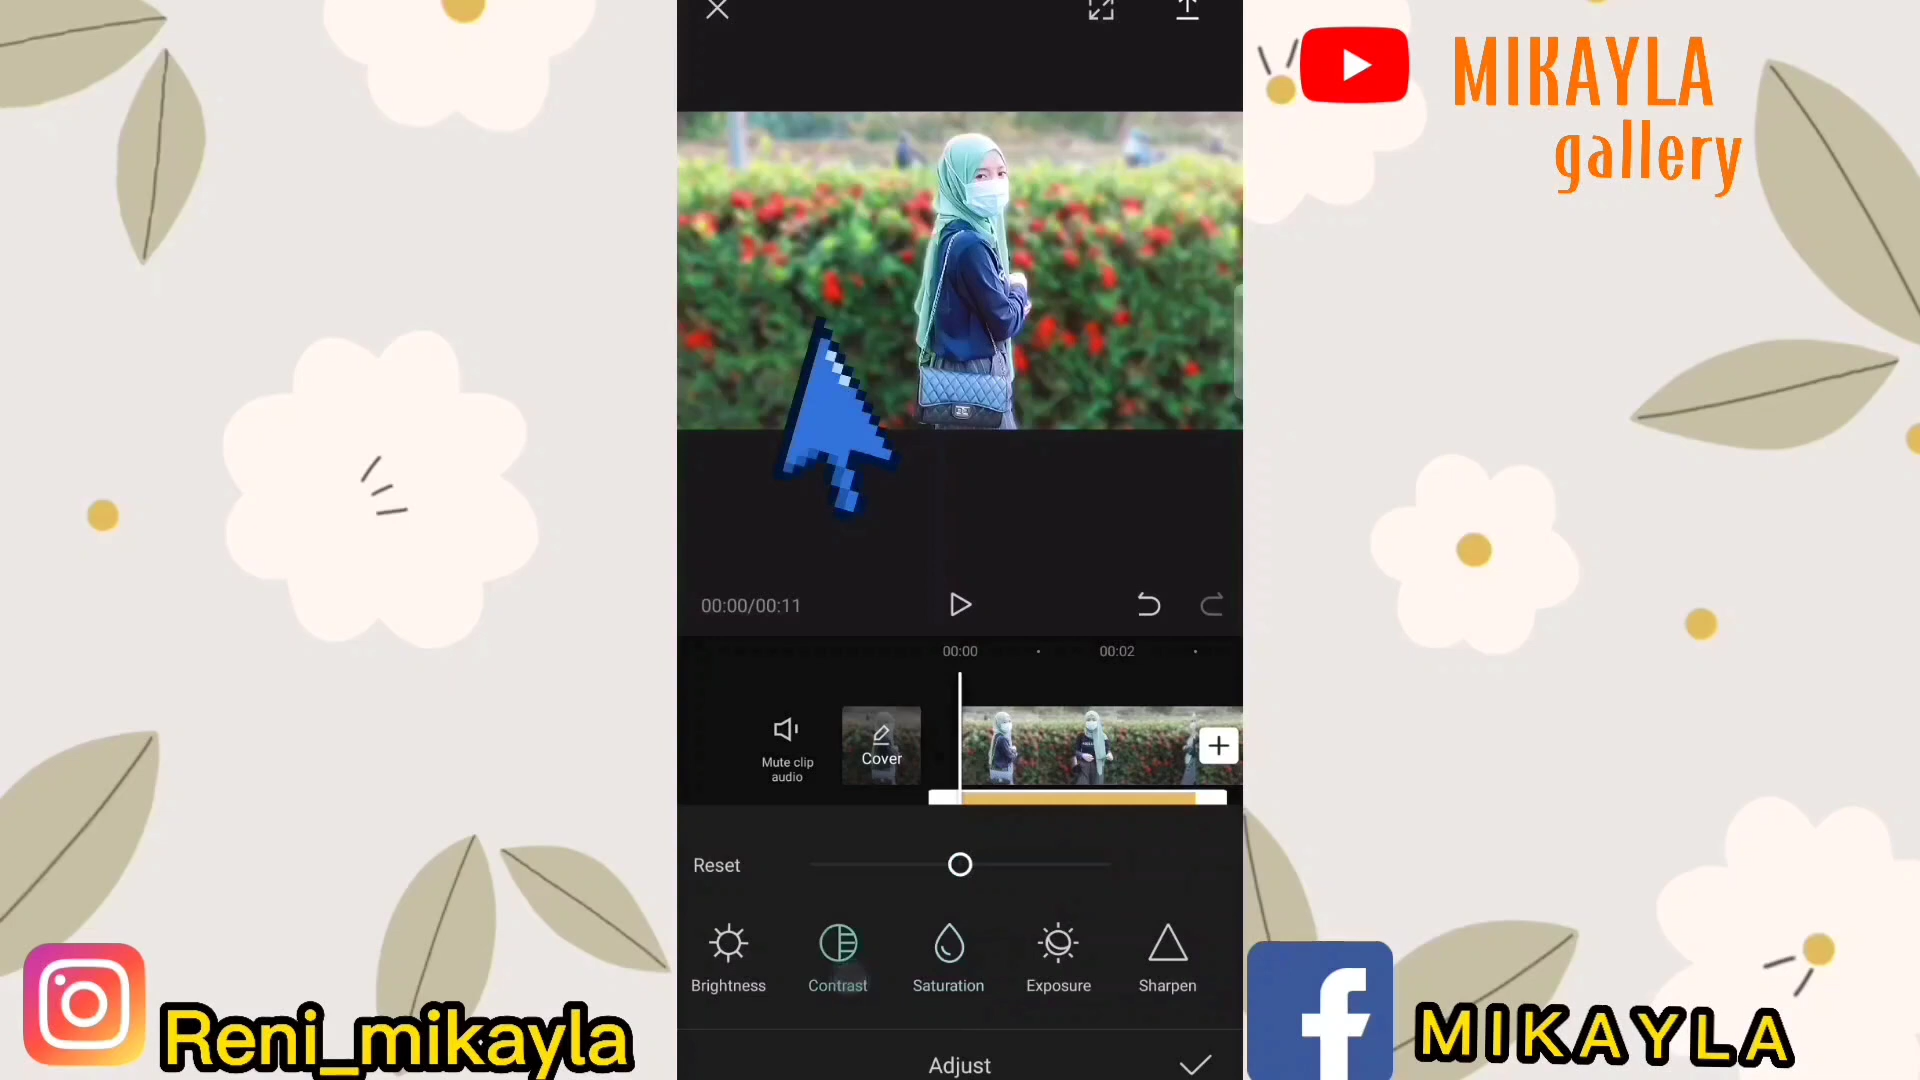 MIKAYLA
gallery
00:00/00:11
00:00
00:02
Mute clip
audio
Cover
Reset
Brightness
Contrast
Saturation
Exposure
Sharpen
Adjust
Reni_mikayla
MIKAYLA